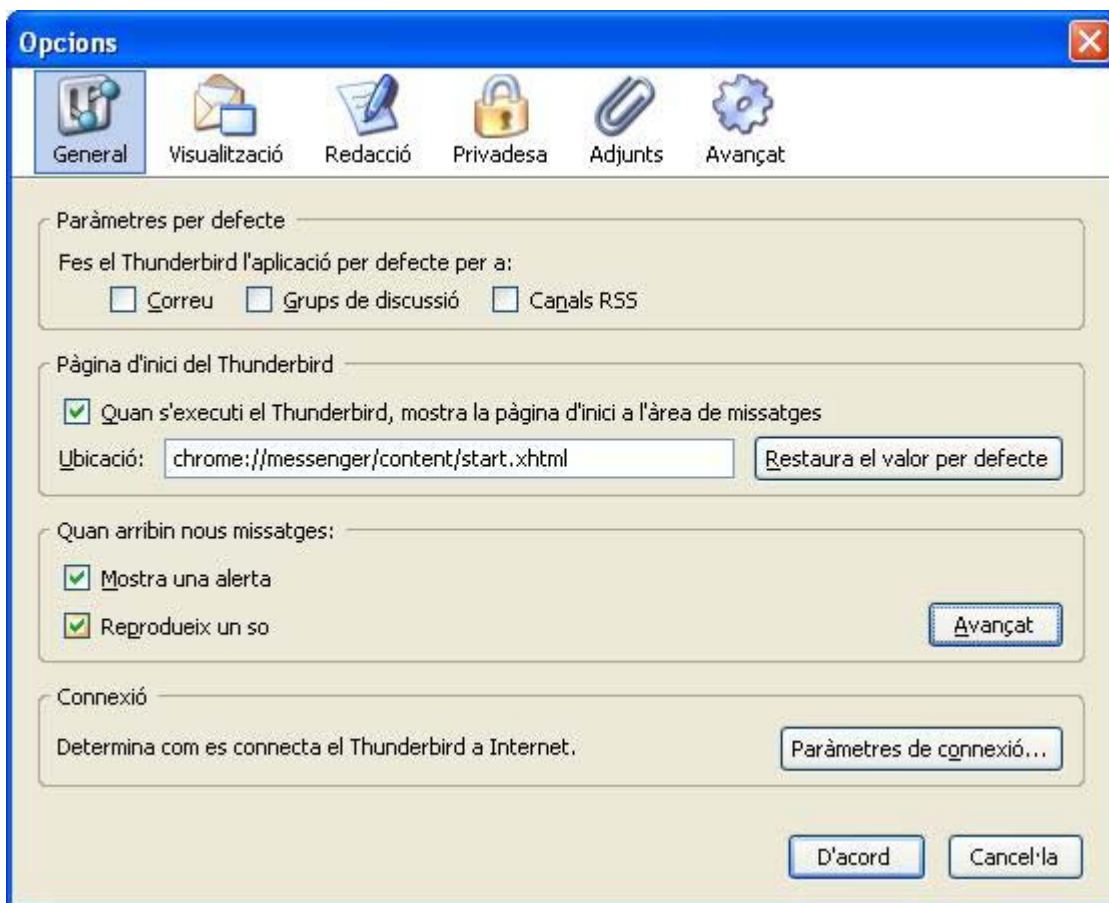 Opcions
General Visualització Redacció Privadesa Adjunts Avançat
Paràmetres per defecte
Fes el Thunderbird l'aplicació per defecte per a:
Correu Grups de discussió Canals RSS
Pàgina d'inici del Thunderbird
Quan s'executi el Thunderbird, mostra la pàgina d'inici a l'àrea de missatges
Ubicació: chrome://messenger/content/start.xhtml Restaura el valor per defecte
Quan arribin nous missatges:
Mostra una alerta
Reprodueix un so Avançat
Connexió
Determina com es connecta el Thunderbird a Internet. Paràmetres de connexió...
D'acord Cancel·la